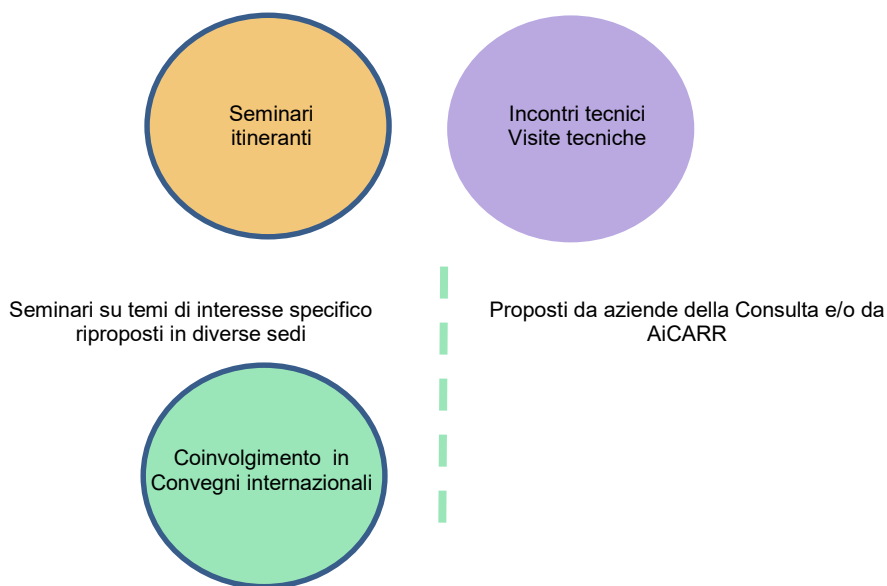 Seminari
itineranti
Incontri tecnici
Visite tecniche
Seminari su temi di interesse specifico
riproposti in diverse sedi
Proposti da aziende della Consulta e/o da
AiCARR
Coinvolgimento in
Convegni internazionali